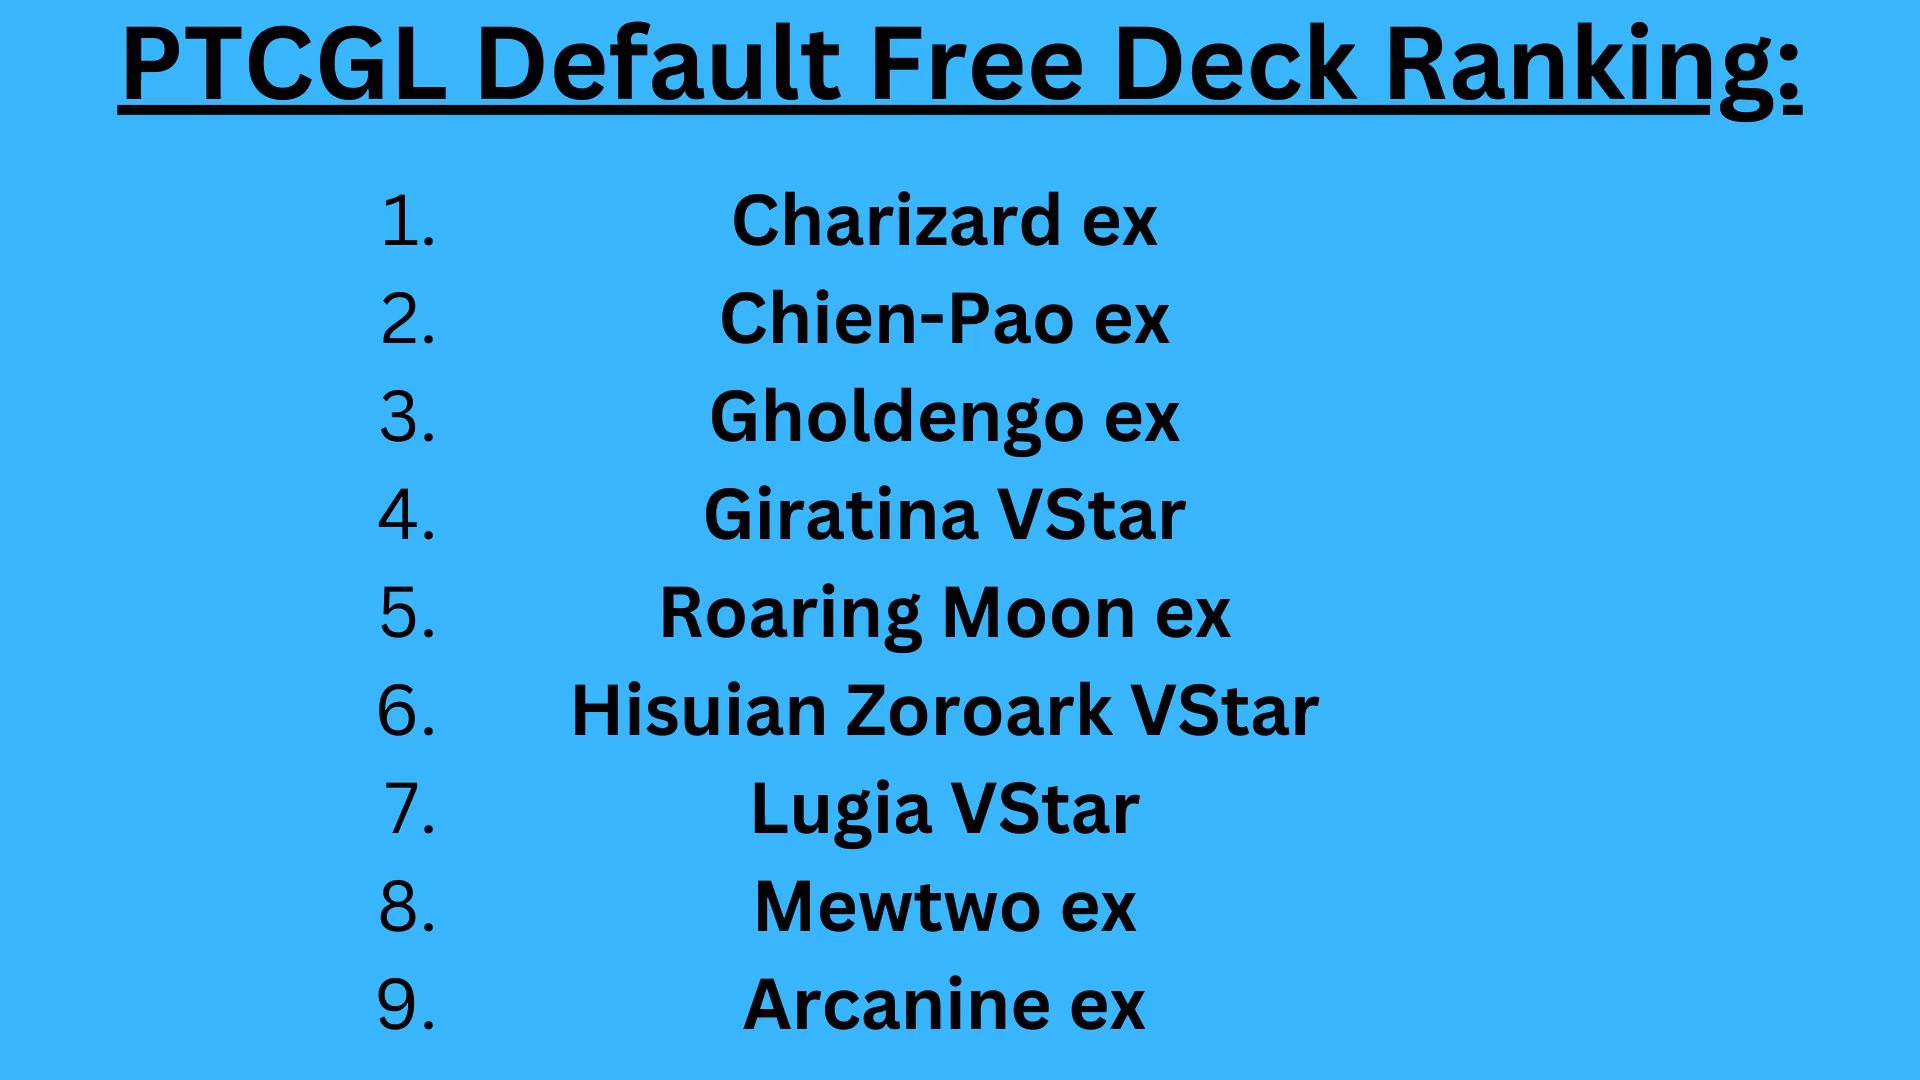 PTCGL Default Free Deck Ranking:
1. Charizard ex
2. Chien-Pao ex
3. Gholdengo ex
4. Giratina VStar
5. Roaring Moon ex
6. Hisuian Zoroark VStar
7. Lugia VStar
8. Mewtwo ex
9. Arcanine ex